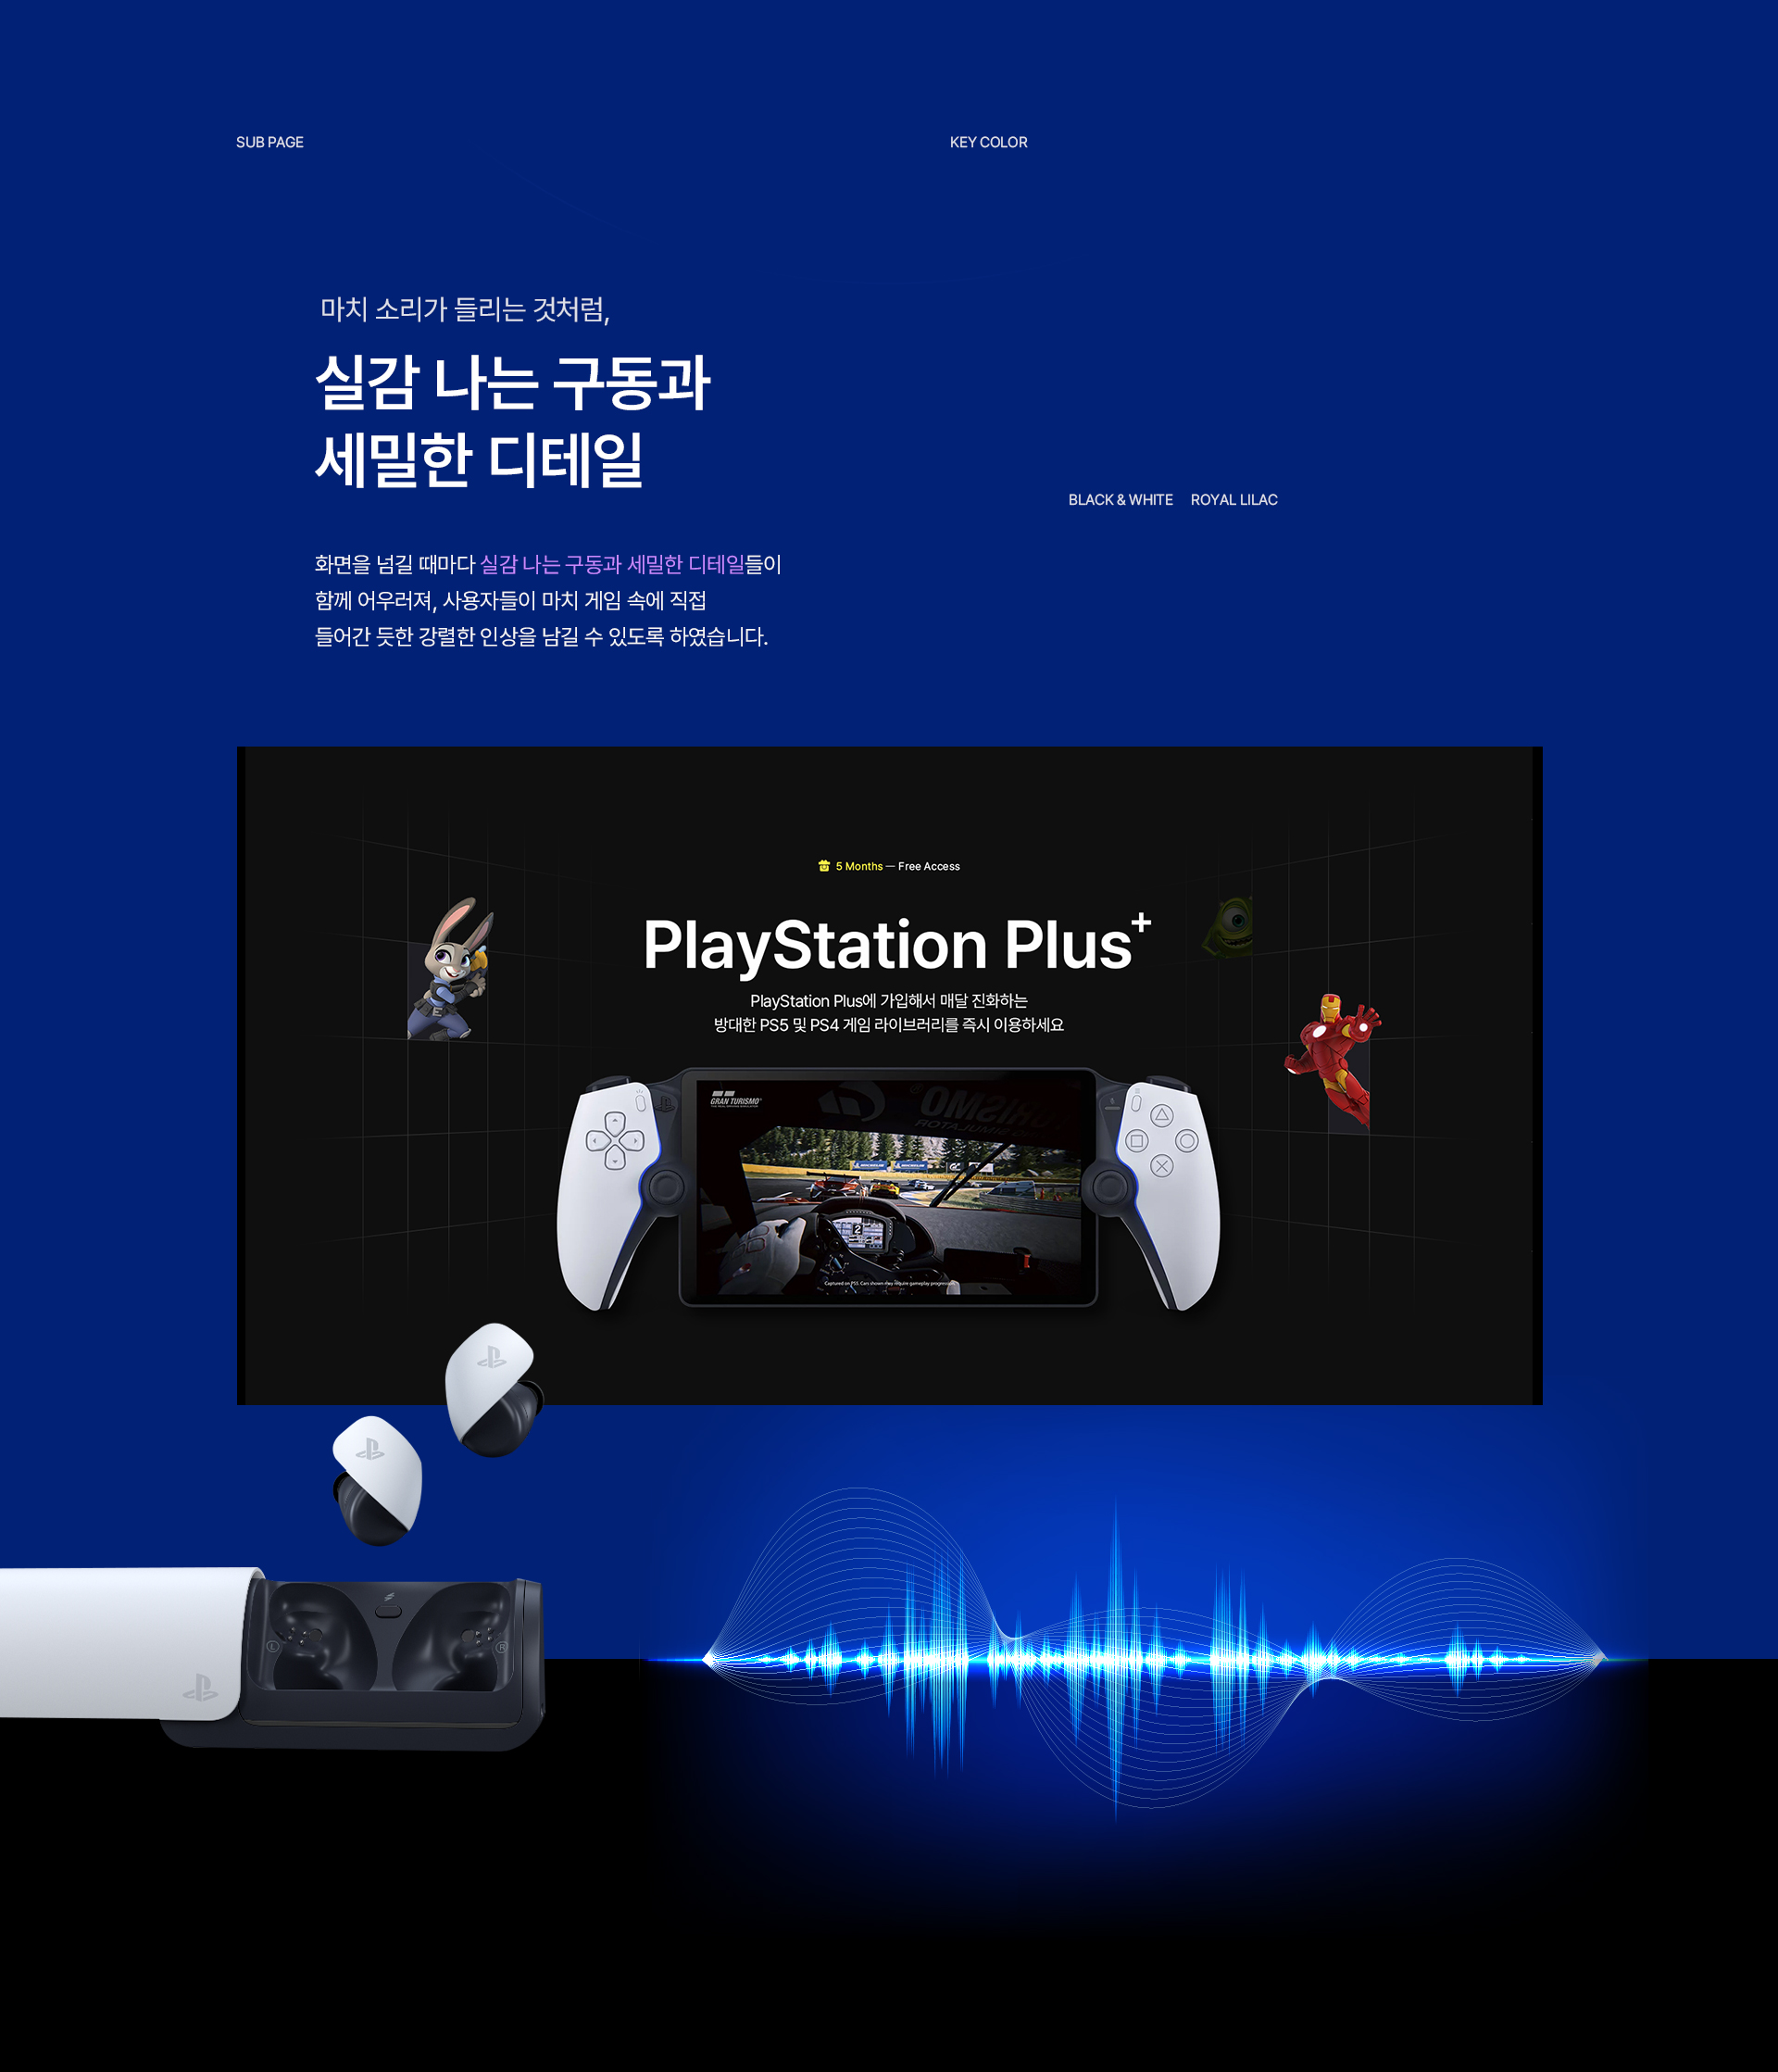 SUB PAGE
KEY COLOR
마치 소리가 들리는 것처럼,
실감 나는 구동과
세밀한 디테일
BLACK & WHITE ROYAL LILAC
화면을 넘길 때마다 실감 나는 구동과 세밀한 디테일들이
함께 어우러져, 사용자들이 마치 게임 속에 직접
들어간 듯한 강렬한 인상을 남길 수 있도록 하였습니다.
5 Months — Free Access
PlayStation Plus+
PlayStation Plus에 가입해서 매달 진화하는
방대한 PS5 및 PS4 게임 라이브러리를 즉시 이용하세요
GRAN TURISMO
THE REAL DRIVING SIMULATOR
2
Captured on PS5. Cars shown may require gameplay progression.
L
R